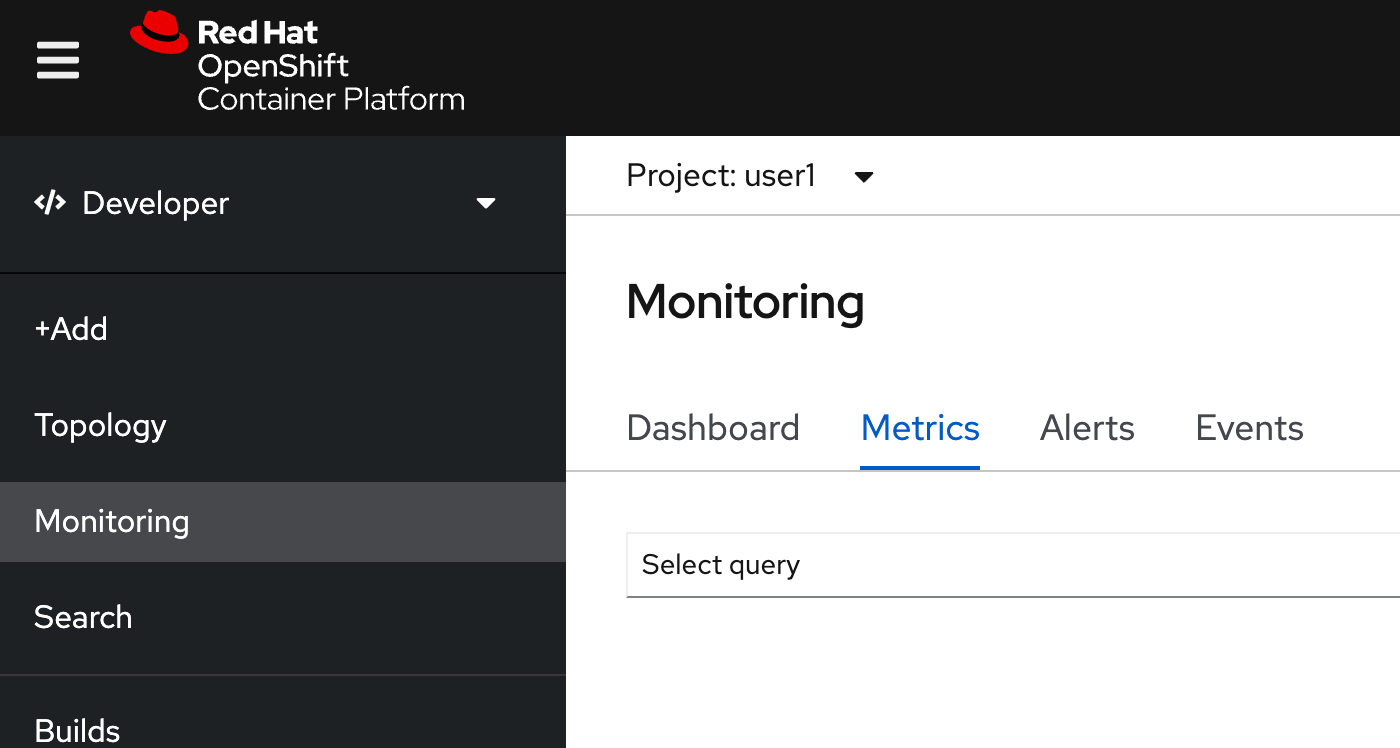 Red Hat
OpenShift
Container Platform
Developer
+Add
Topology
Monitoring
Search
Builds
Project: user1
Monitoring
Dashboard Metrics Alerts Events
Select query